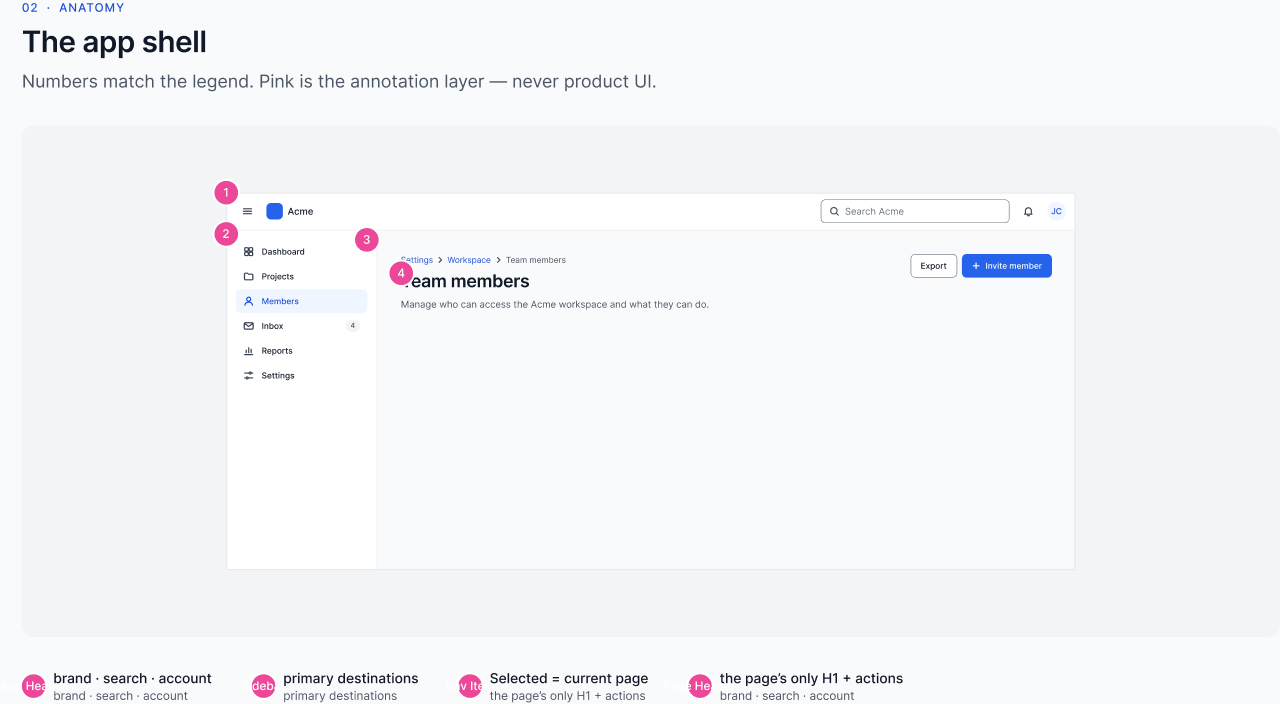 02 · ANATOMY
The app shell
Numbers match the legend. Pink is the annotation layer — never product UI.
1
Acme
Search Acme
JC
2
3
Dashboard
Projects
Members
Inbox
4
Reports
Settings
4
Settings > Workspace > Team members
Team members
Manage who can access the Acme workspace and what they can do.
Export
+ Invite member
brand · search · account
brand · search · account
primary destinations
primary destinations
Selected = current page
the page's only H1 + actions
the page's only H1 + actions
brand · search · account